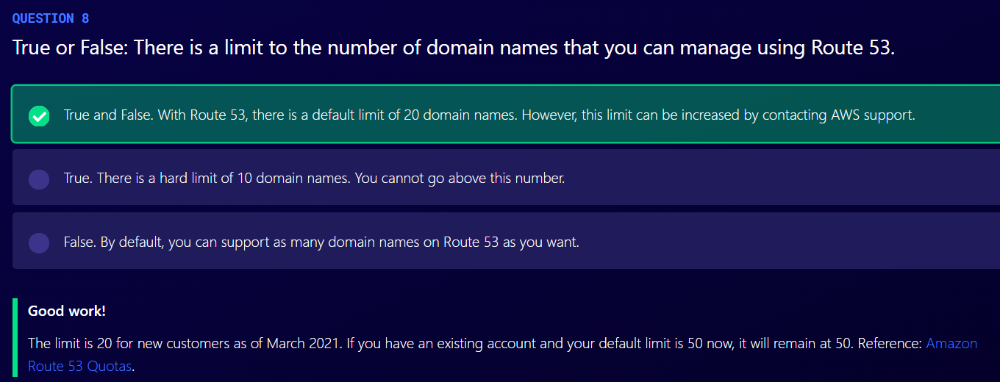 QUESTION 8
True or False: There is a limit to the number of domain names that you can manage using Route 53.
True and False. With Route 53, there is a default limit of 20 domain names. However, this limit can be increased by contacting AWS support.
True. There is a hard limit of 10 domain names. You cannot go above this number.
False. By default, you can support as many domain names on Route 53 as you want.
Good work!
The limit is 20 for new customers as of March 2021. If you have an existing account and your default limit is 50 now, it will remain at 50. Reference: Amazon
Route 53 Quotas.